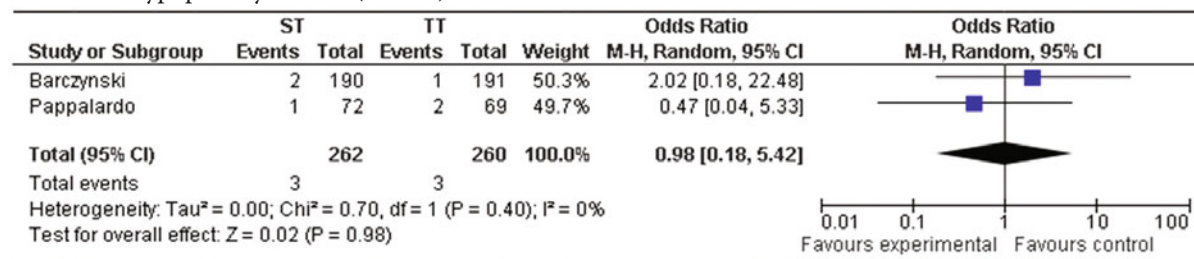 ST TT Odds Ratio Odds Ratio
Study or Subgroup Events Total Events Total Weight M-H, Random, 95% CI M-H, Random, 95% CI
Barczynski 2 190 1 191 50.3% 2.02 [0.18, 22.48]
Pappalardo 1 72 2 69 49.7% 0.47 [0.04, 5.33]
Total (95% CI) 262 260 100.0% 0.98 [0.18, 5.42]
Total events 3 3
Heterogeneity: Tau² = 0.00; Chi² = 0.70, df = 1 (P = 0.40); I² = 0%
Test for overall effect: Z = 0.02 (P = 0.98)
0.01 0.1 1 10 100
Favours experimental Favours control